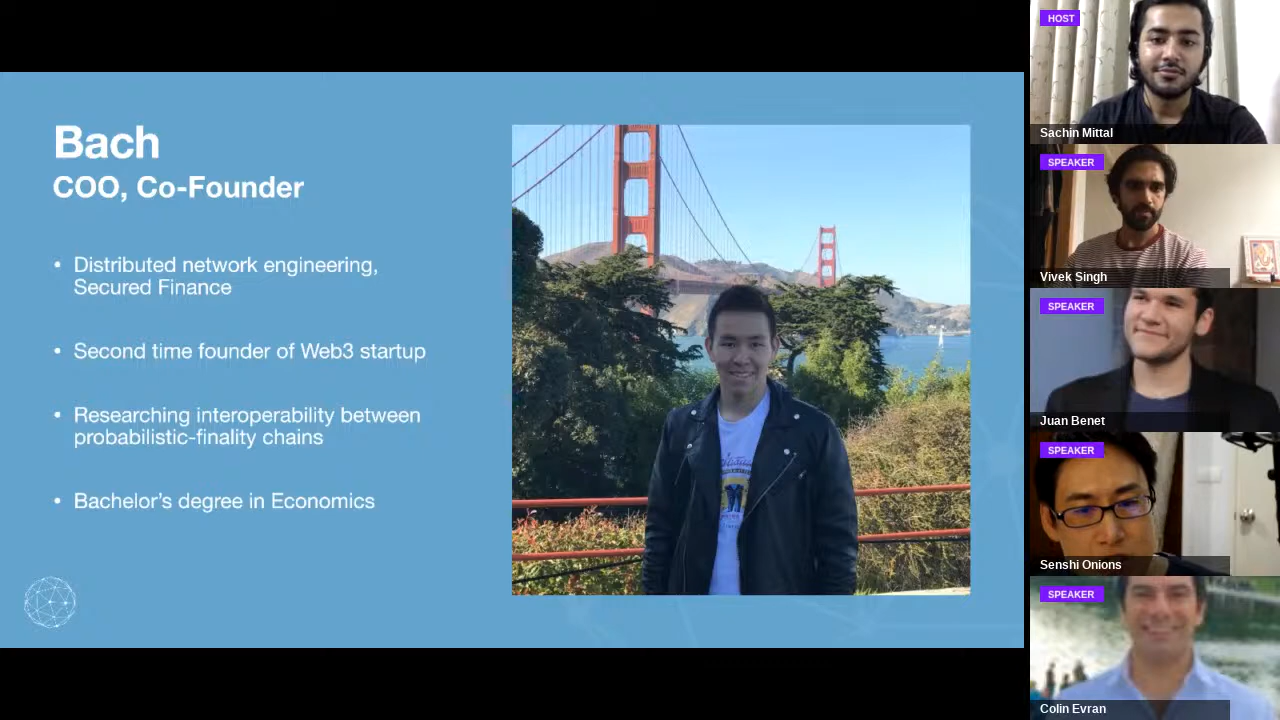 Bach
COO, Co-Founder
• Distributed network engineering,
Secured Finance
• Second time founder of Web3 startup
• Researching interoperability between
probabilistic-finality chains
• Bachelor's degree in Economics
HOST
Sachin Mittal
SPEAKER
Vivek Singh
SPEAKER
Juan Benet
SPEAKER
Senshi Onions
SPEAKER
Colin Evran